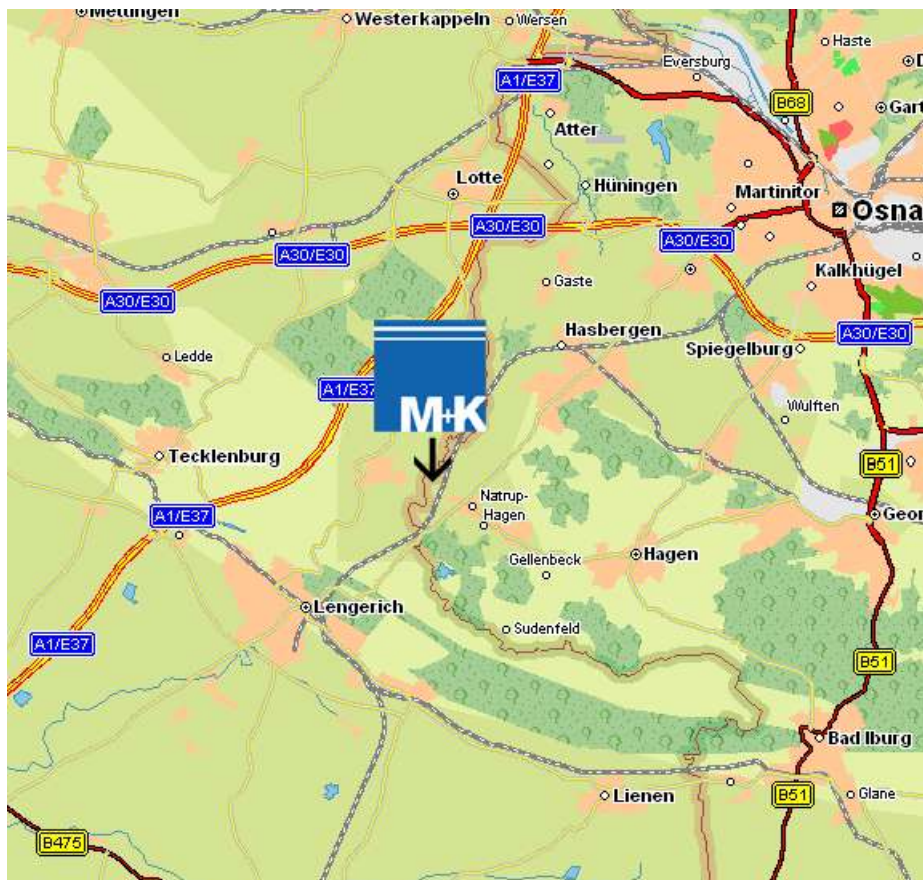 Mettingen
Westerkappeln
Wersen
Haste
Eversburg
A1/E37
B68
Gart
Atter
Lotte
Hüningen
Martinitor
Osna
A30/E30
A30/E30
A30/E30
A30/E30
Gaste
Kalkhügel
Hasbergen
A30/E30
Spiegelburg
Ledde
A1/E37
M+K
Wulften
Tecklenburg
B51
Natrup-
Hagen
A1/E37
Geor
Gellenbeck
Hagen
Lengerich
Sudenfeld
A1/E37
B51
Bad Iburg
Lienen
B51
Glane
B475